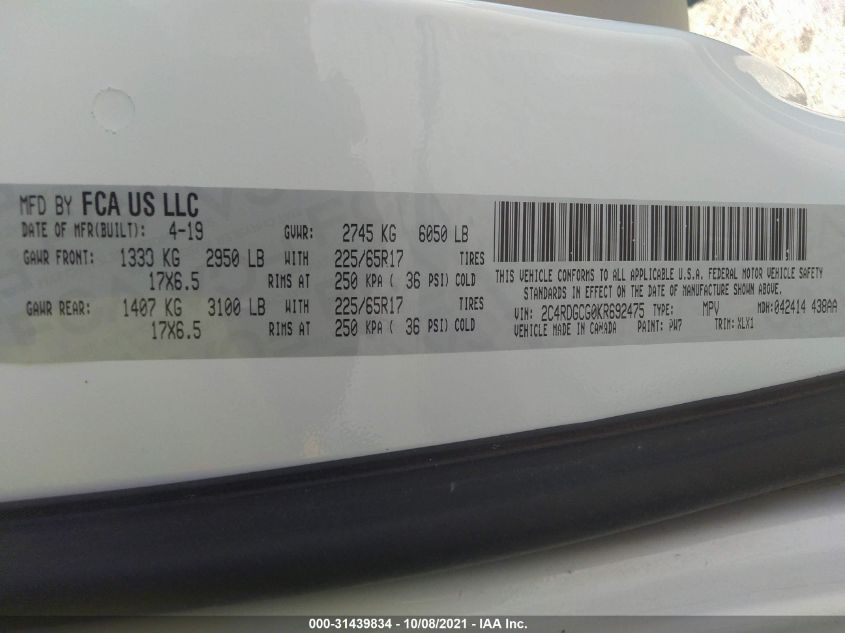 MFD BY FCA US LLC
DATE OF MFR(BUILT): 4-19 GVWR: 2745 KG 6050 LB
GAWR FRONT: 1333 KG 2950 LB WITH 225/65R17 TIRES
17X6.5 RIMS AT 250 KPA ( 36 PSI) COLD
GAWR REAR: 1407 KG 3100 LB WITH 225/65R17 TIRES
17X6.5 RIMS AT 250 KPA ( 36 PSI) COLD
THIS VEHICLE CONFORMS TO ALL APPLICABLE U.S.A. FEDERAL MOTOR VEHICLE SAFETY
STANDARDS IN EFFECT ON THE DATE OF MANUFACTURE SHOWN ABOVE.
VIN: 2C4RDGCG0KR692475 TYPE: MPV MDH:042414 438AA
VEHICLE MADE IN CANADA PAINT: PW7 TRIM: XLX1
000-31439834 - 10/08/2021 - IAA Inc.